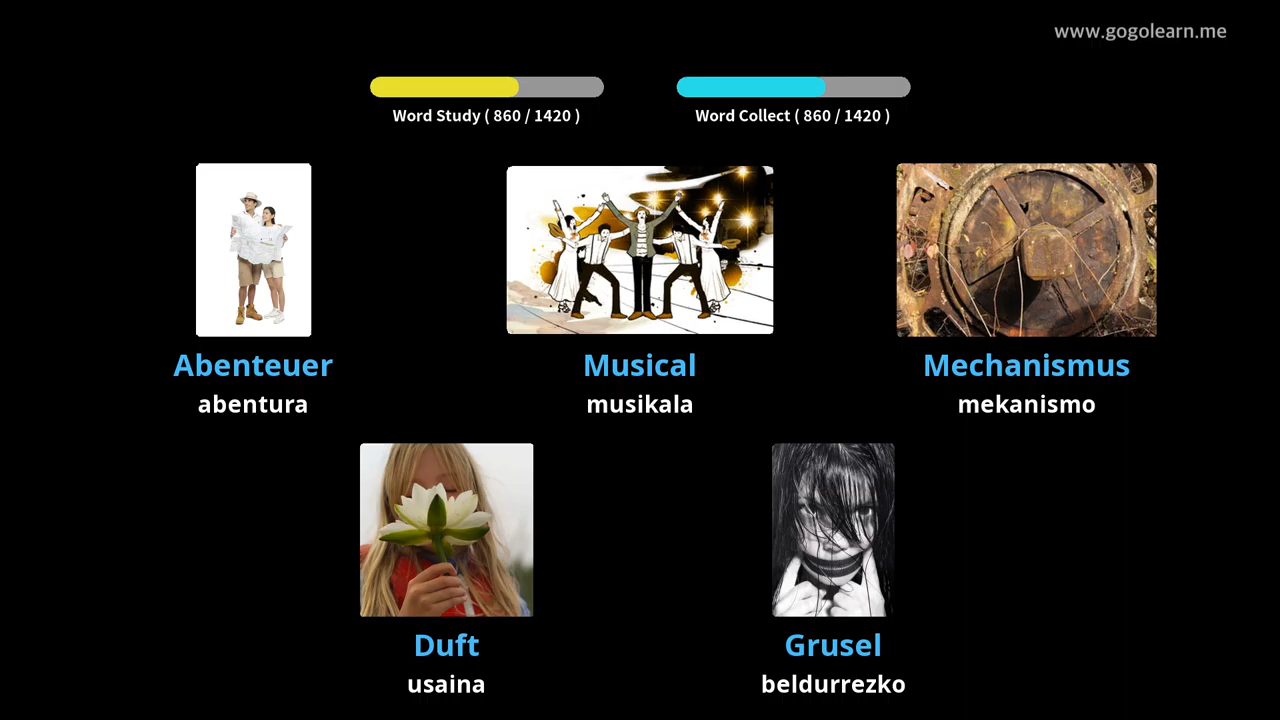 www.gogolearn.me
Word Study ( 860 / 1420 )
Word Collect ( 860 / 1420 )
Abenteuer
abentura
Musical
musikala
Mechanismus
mekanismo
Duft
usaina
Grusel
beldurrezko